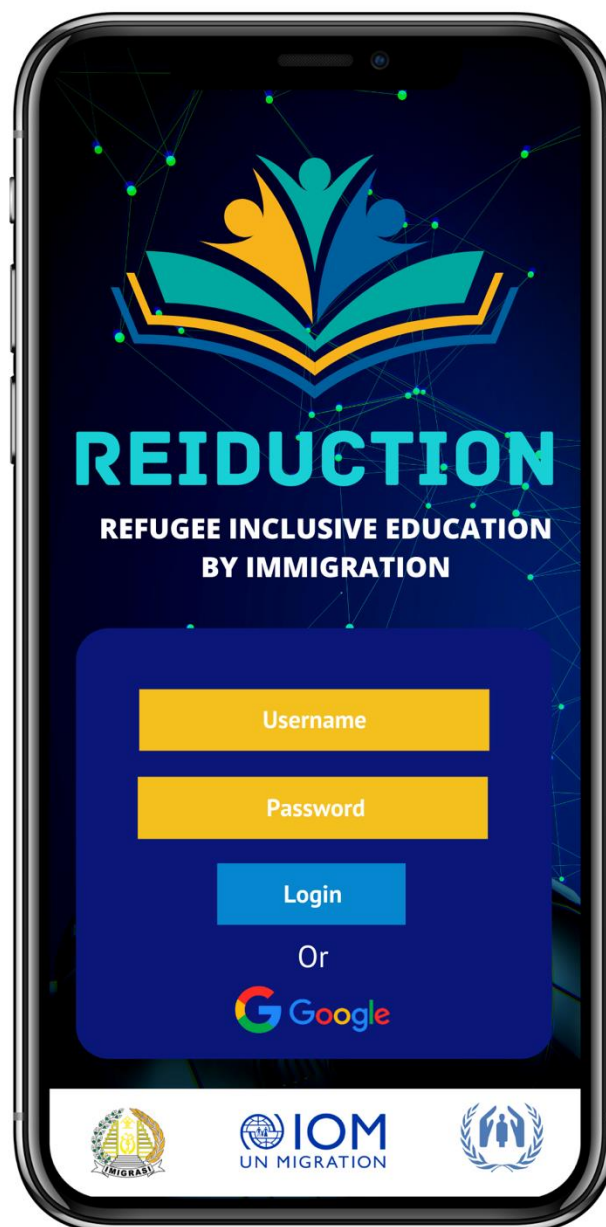 REIDUCTION
REFUGEE INCLUSIVE EDUCATION
BY IMMIGRATION
Username
Password
Login
Or
Google
IMIGRASI
IOM
UN MIGRATION